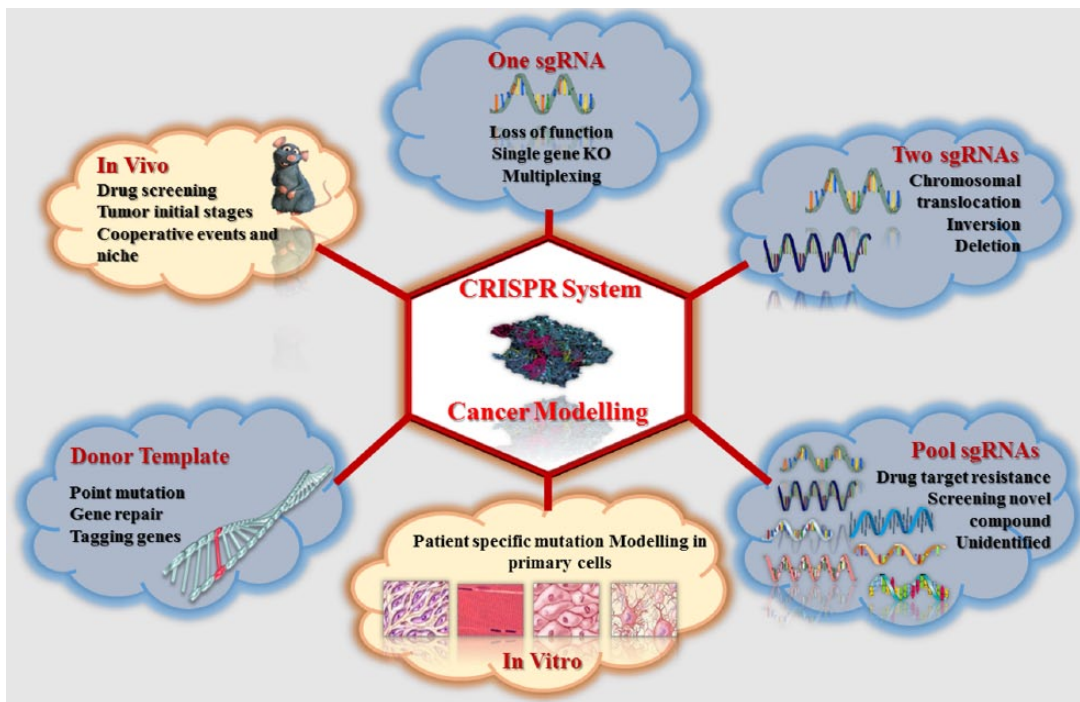 One sgRNA
Loss of function
Single gene KO
Multiplexing
In Vivo
Drug screening
Tumor initial stages
Cooperative events and
niche
Two sgRNAs
Chromosomal
translocation
Inversion
Deletion
CRISPR System
Cancer Modelling
Donor Template
Point mutation
Gene repair
Tagging genes
Pool sgRNAs
Drug target resistance
Screening novel
compound
Unidentified
Patient specific mutation Modelling in
primary cells
In Vitro